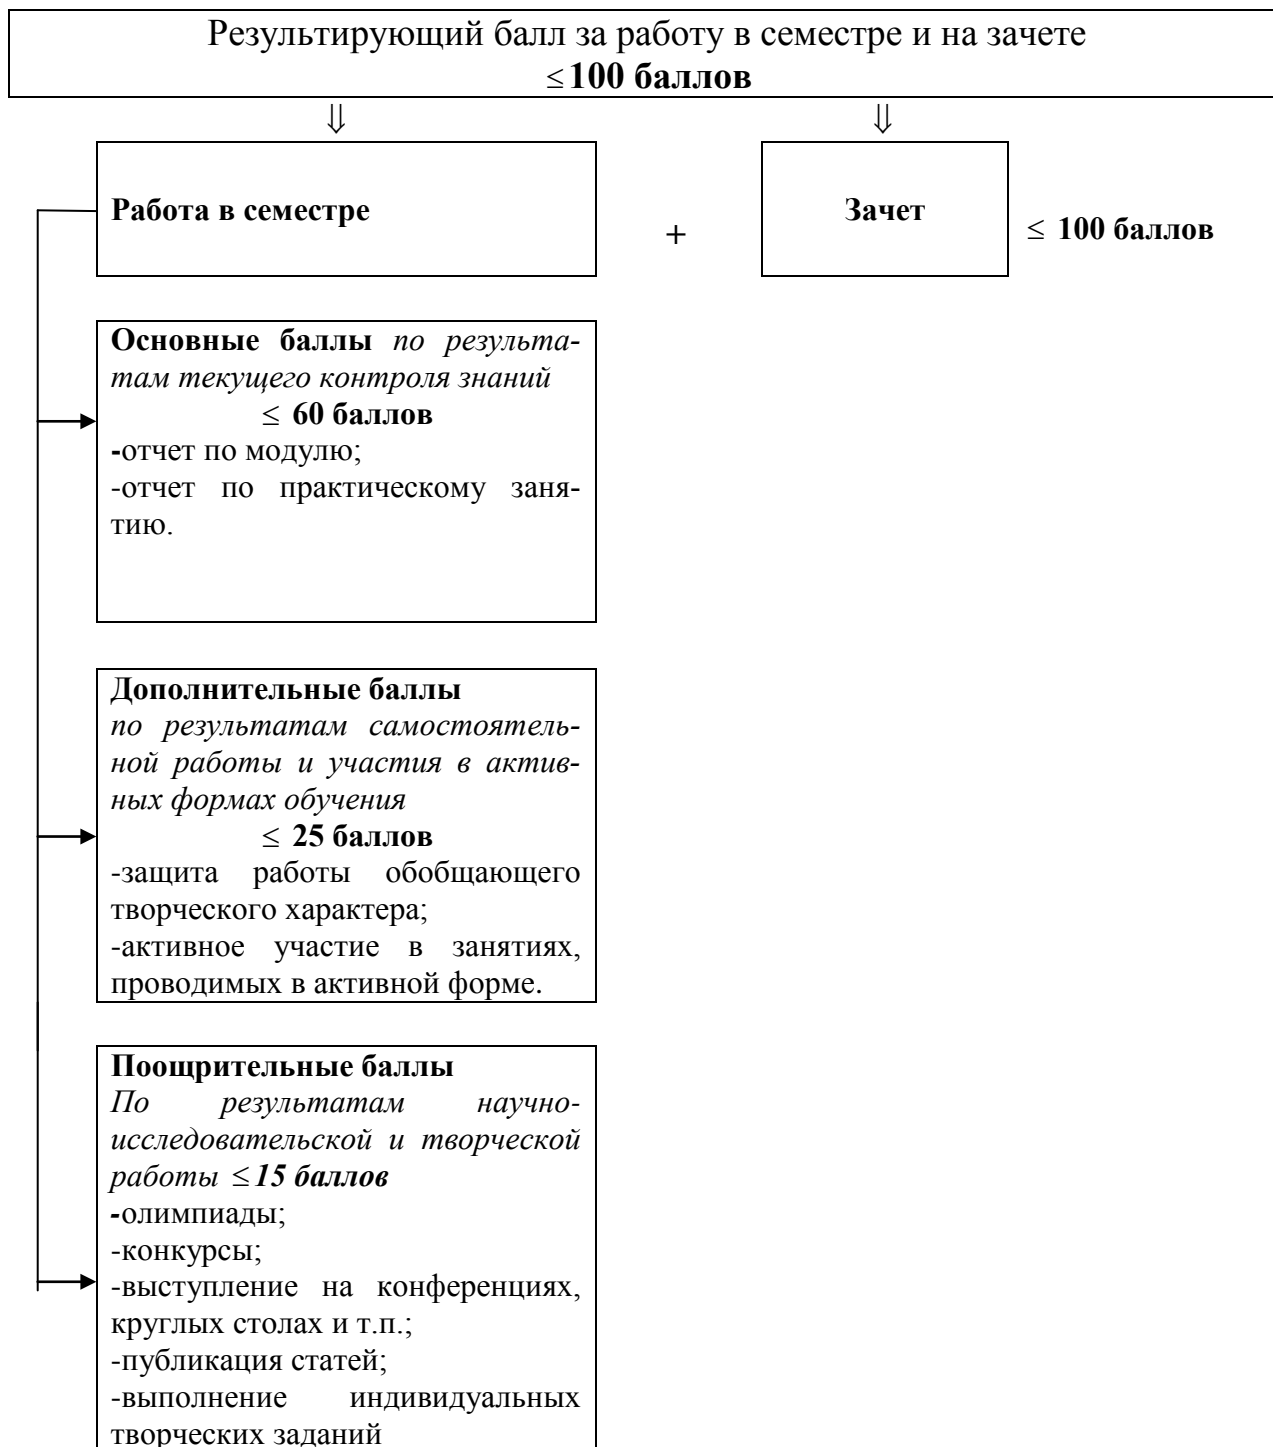 Результирующий балл за работу в семестре и на зачете
≤ 100 баллов
⇓ ⇓
Работа в семестре
+
Зачет
≤ 100 баллов
Основные баллы по результа-
там текущего контроля знаний
≤ 60 баллов
-отчет по модулю;
-отчет по практическому заня-
тию.
Дополнительные баллы
по результатам самостоятель-
ной работы и участия в актив-
ных формах обучения
≤ 25 баллов
-защита работы обобщающего
творческого характера;
-активное участие в занятиях,
проводимых в активной форме.
Поощрительные баллы
По результатам научно-
исследовательской и творческой
работы ≤ 15 баллов
-олимпиады;
-конкурсы;
-выступление на конференциях,
круглых столах и т.п.;
-публикация статей;
-выполнение индивидуальных
творческих заданий